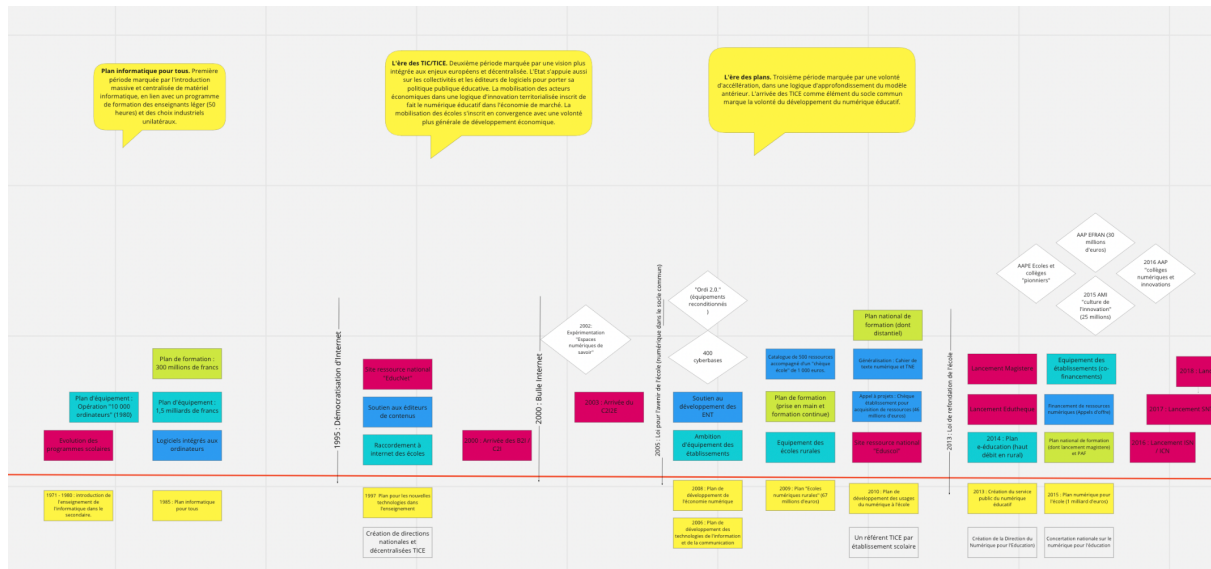 Plan informatique pour tous. Première
période marquée par l'introduction
massive et centralisée de matériel
informatique, en lien avec un programme
de formation des enseignants léger (50
heures) et des choix industriels
unilatéraux.
L'ère des TIC/TICE. Deuxième période marquée par une vision plus
intégrée aux enjeux européens et décentralisée. L'Etat s'appuie aussi
sur les collectivités et les éditeurs de logiciels pour porter sa
politique publique éducative. La mobilisation des acteurs
économiques dans une logique d'innovation territorialisée inscrit de
fait le numérique éducatif dans l'économie de marché. La
mobilisation des écoles s'inscrit en convergence avec une volonté
plus générale de développement économique.
L'ère des plans. Troisième période marquée par une volonté
d'accélération, dans une logique d'approfondissement du modèle
antérieur. L'arrivée des TICE comme élément du socle commun
marque la volonté du développement du numérique éducatif.
Plan de formation :
300 millions de francs
Plan d'équipement :
Opération "10 000
ordinateurs" (1980)
Plan d'équipement :
1,5 milliards de francs
Evolution des
programmes scolaires
Logiciels intégrés aux
ordinateurs
1971 - 1980 : Introduction de
l'enseignement de
l'informatique dans le
secondaire.
1985 : Plan informatique
pour tous
1995 : Démocratisation d'Internet
Site ressource national
"Educnet"
Soutien aux éditeurs
de contenus
Raccordement à
internet des écoles
1997 : Plan pour les nouvelles
technologies dans
l'enseignement
Création de directions
nationales et
décentralisées TICE
2000 : Arrivée des B2i /
C2i
2000 : Bulle Internet
2002:
Expérimentation
"Espaces
numériques de
savoir"
2003 : Arrivée du
C2i2E
2005 : Loi pour l'avenir de l'école (numérique dans le socle commun)
"Ordi 2.0."
(équipements
reconditionnés
)
400
cyberbases
Soutien au
développement des
ENT
Ambition
d'équipement des
établissements
2008 : Plan de
développement de
l'économie numérique
2006 : Plan de
développement des
technologies de l'information
et de la communication
Catalogue de 500 ressources
accompagné d'un "chèque
école" de 1 000 euros.
Plan de formation
(prise en main et
formation continue)
Equipement des
écoles rurales
2009 : Plan "Ecoles
numériques rurales" (67
millions d'euros)
Plan national de
formation (dont
distantiel)
Généralisation : Cahier de
texte numérique et TNI
Appel à projet : Chèque
établissement pour
acquisition de ressources
Site ressource national
"Eduscol"
2010 : Plan de
développement des usages
du numérique à l'école
Un référent TICE par
établissement scolaire
2013 : Loi de refondation de l'école
AAPE Ecoles et
collèges
"pionniers"
AAP EFRAN (30
millions
d'euros)
2015 AMI
"culture de
l'innovation"
(25 millions)
2016 AAP
"collèges
numériques et
innovations
Lancement Magistere
Lancement Edutheque
2014 : Plan
e-éducation (haut
débit en rural)
2013 : Création du service
public du numérique
éducatif
Création de la Direction du
Numérique pour l'Education)
Equipement des
établissements (co-
financements)
Financement de ressources
numériques (Appels d'offre)
Plan national de formation
(dont lancement magistere)
et PAF
2015 : Plan numérique pour
l'école (1 milliard d'euros)
Concertation nationale sur le
numérique pour l'éducation
2018 : Lanc
2017 : Lancement
2016 : Lancement